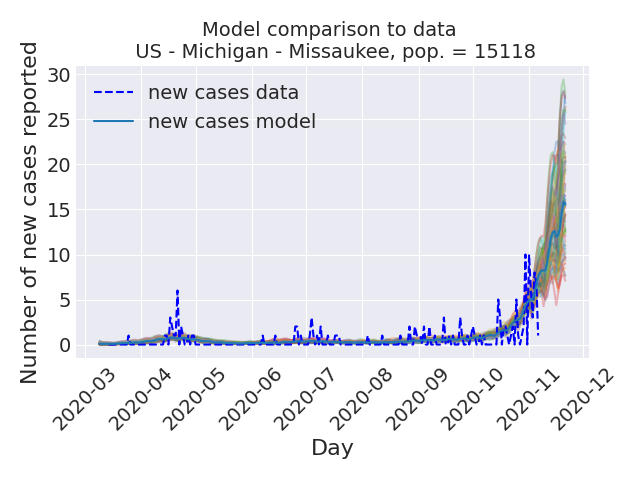 Model comparison to data
US - Michigan - Missaukee, pop. = 15118
Number of new cases reported
30
25
20
15
10
5
0
new cases data
new cases model
2020-03
2020-04
2020-05
2020-06
2020-07
2020-08
2020-09
2020-10
2020-11
2020-12
Day